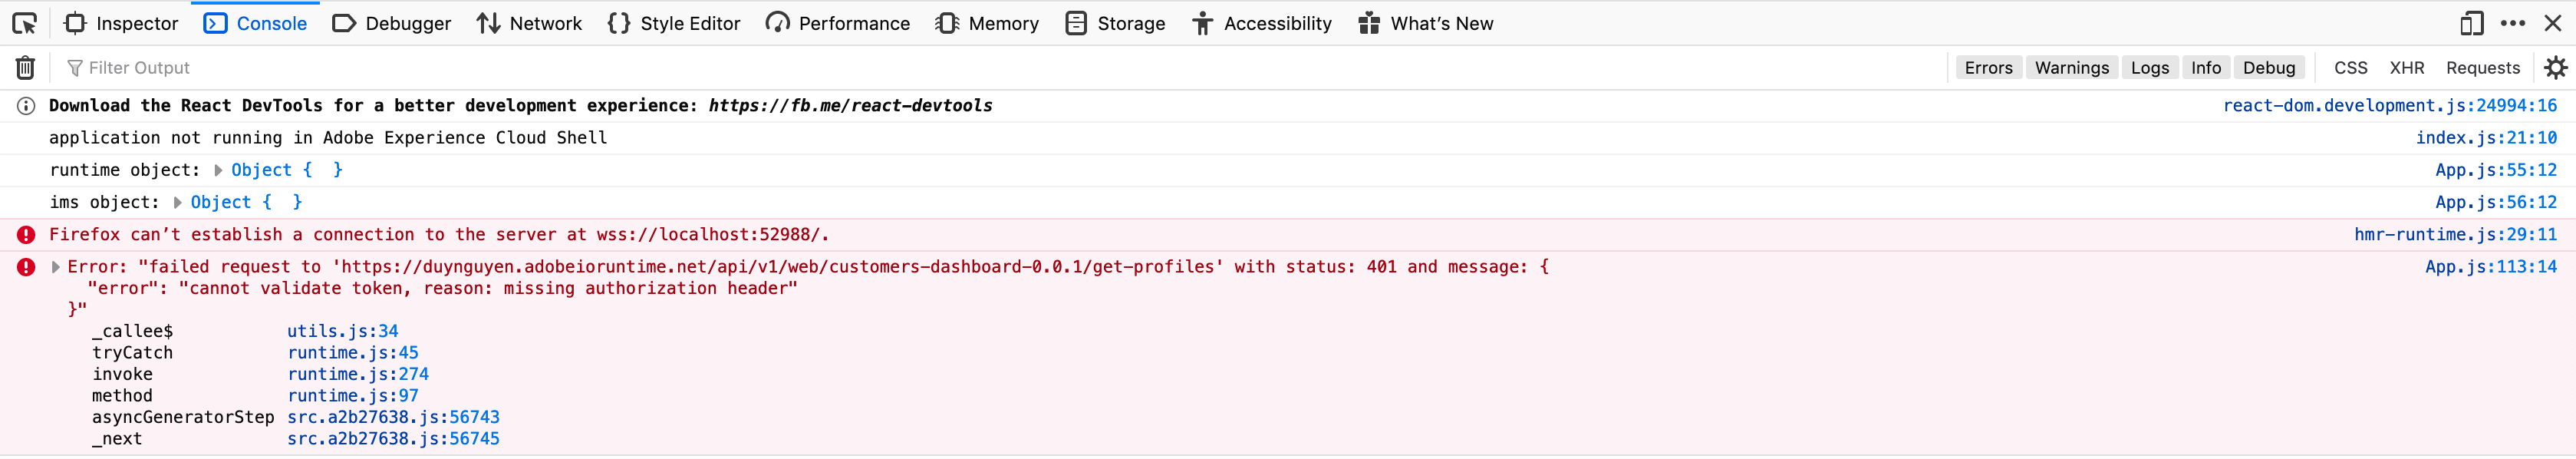 Inspector Console Debugger Network Style Editor Performance Memory Storage Accessibility What's New
Filter Output Errors Warnings Logs Info Debug CSS XHR Requests
Download the React DevTools for a better development experience: https://fb.me/react-devtools react-dom.development.js:24994:16
application not running in Adobe Experience Cloud Shell index.js:21:10
runtime object: Object { } App.js:55:12
ims object: Object { } App.js:56:12
Firefox can’t establish a connection to the server at wss://localhost:52988/. hmr-runtime.js:29:11
Error: "failed request to 'https://duynguyen.adobeioruntime.net/api/v1/web/customers-dashboard-0.0.1/get-profiles' with status: 401 and message: { App.js:113:14
"error": "cannot validate token, reason: missing authorization header"
}"
_callee$ utils.js:34
tryCatch runtime.js:45
invoke runtime.js:274
method runtime.js:97
asyncGeneratorStep src.a2b27638.js:56743
_next src.a2b27638.js:56745